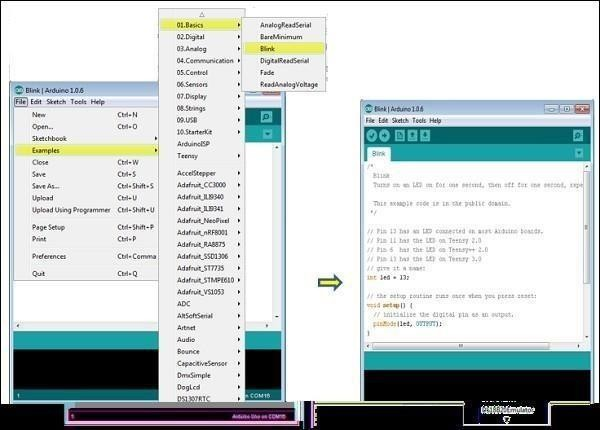 01.Basics
02.Digital
03.Analog
04.Communication
05.Control
06.Sensors
07.Display
08.Strings
09.USB
10.StarterKit
ArduinoISP
Teensy
AccelStepper
Adafruit_CC3000
Adafruit_ILI9340
Adafruit_ILI9341
Adafruit_NeoPixel
Adafruit_nRF8001
Adafruit_RA8875
Adafruit_SSD1306
Adafruit_ST7735
Adafruit_STMPE610
Adafruit_VS1053
ADC
AltSoftSerial
Artnet
Audio
Bounce
CapacitiveSensor
DmxSimple
DogLcd
DS1307RTC
AnalogReadSerial
BareMinimum
Blink
DigitalReadSerial
Fade
ReadAnalogVoltage
Blink | Arduino 1.0.6
File Edit Sketch Tools Help
New Ctrl+N
Open... Ctrl+O
Sketchbook
Examples
Close Ctrl+W
Save Ctrl+S
Save As... Ctrl+Shift+S
Upload Ctrl+U
Upload Using Programmer Ctrl+Shift+U
Page Setup Ctrl+Shift+P
Print Ctrl+P
Preferences Ctrl+Comma
Quit Ctrl+Q
1 Arduino Uno on COM16
1 Arduino Uno on COM16
Blink | Arduino 1.0.6
File Edit Sketch Tools Help
Blink
/*
Blink
Turns on an LED on for one second, then off for one second, repe
This example code is in the public domain.
*/
// Pin 13 has an LED connected on most Arduino boards.
// Pin 11 has the LED on Teensy 2.0
// Pin 6 has the LED on Teensy++ 2.0
// Pin 13 has the LED on Teensy 3.0
// give it a name:
int led = 13;
// the setup routine runs once when you press reset:
void setup() {
// initialize the digital pin as an output.
pinMode(led, OUTPUT);
}